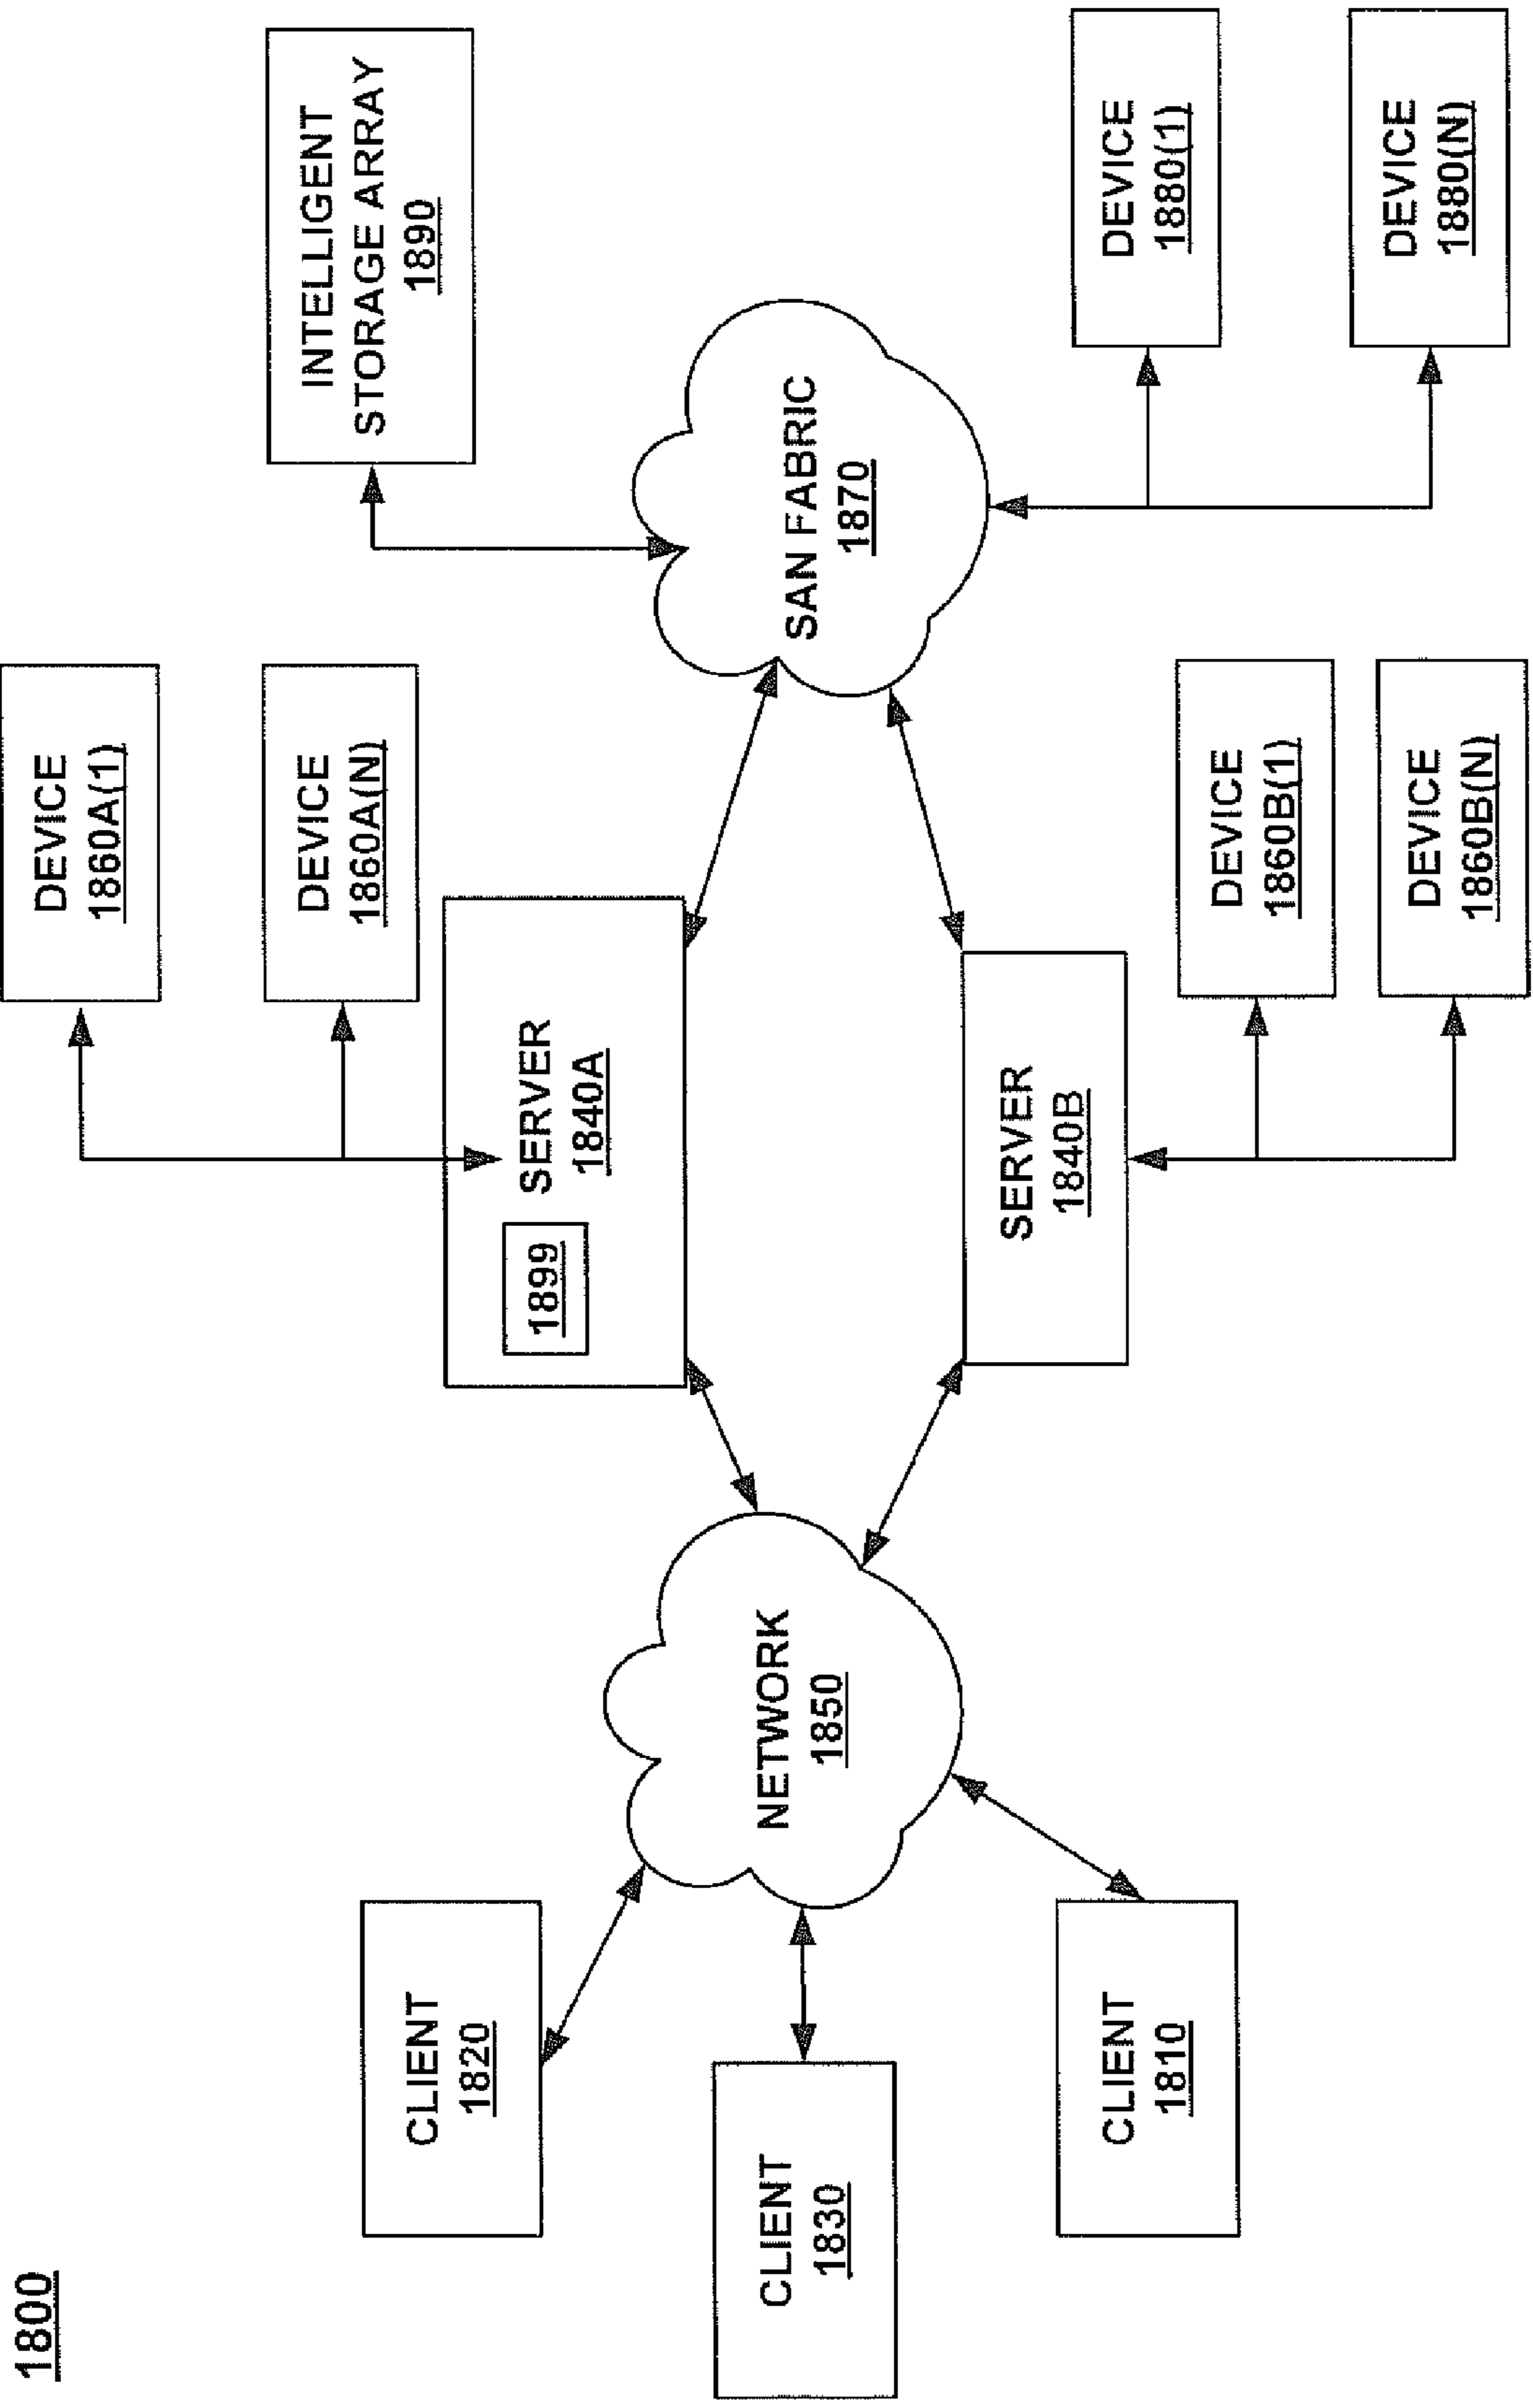 1800
CLIENT
1820
CLIENT
1830
CLIENT
1810
NETWORK
1850
DEVICE
1860A(1)
DEVICE
1860A(N)
1899
SERVER
1840A
SERVER
1840B
DEVICE
1860B(1)
DEVICE
1860B(N)
INTELLIGENT
STORAGE ARRAY
1890
SAN FABRIC
1870
DEVICE
1880(1)
DEVICE
1880(N)